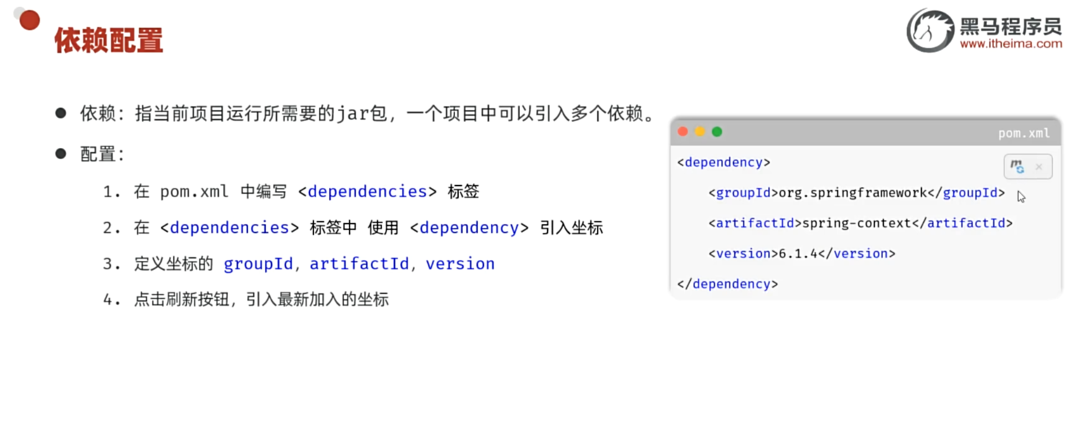 依赖配置
黑马程序员
www.itheima.com
● 依赖：指当前项目运行所需要的jar包，一个项目中可以引入多个依赖。
● 配置：
1. 在 pom.xml 中编写 <dependencies> 标签
2. 在 <dependencies> 标签中 使用 <dependency> 引入坐标
3. 定义坐标的 groupId，artifactId，version
4. 点击刷新按钮，引入最新加入的坐标
pom.xml
<dependency>
<groupId>org.springframework</groupId>
<artifactId>spring-context</artifactId>
<version>6.1.4</version>
</dependency>